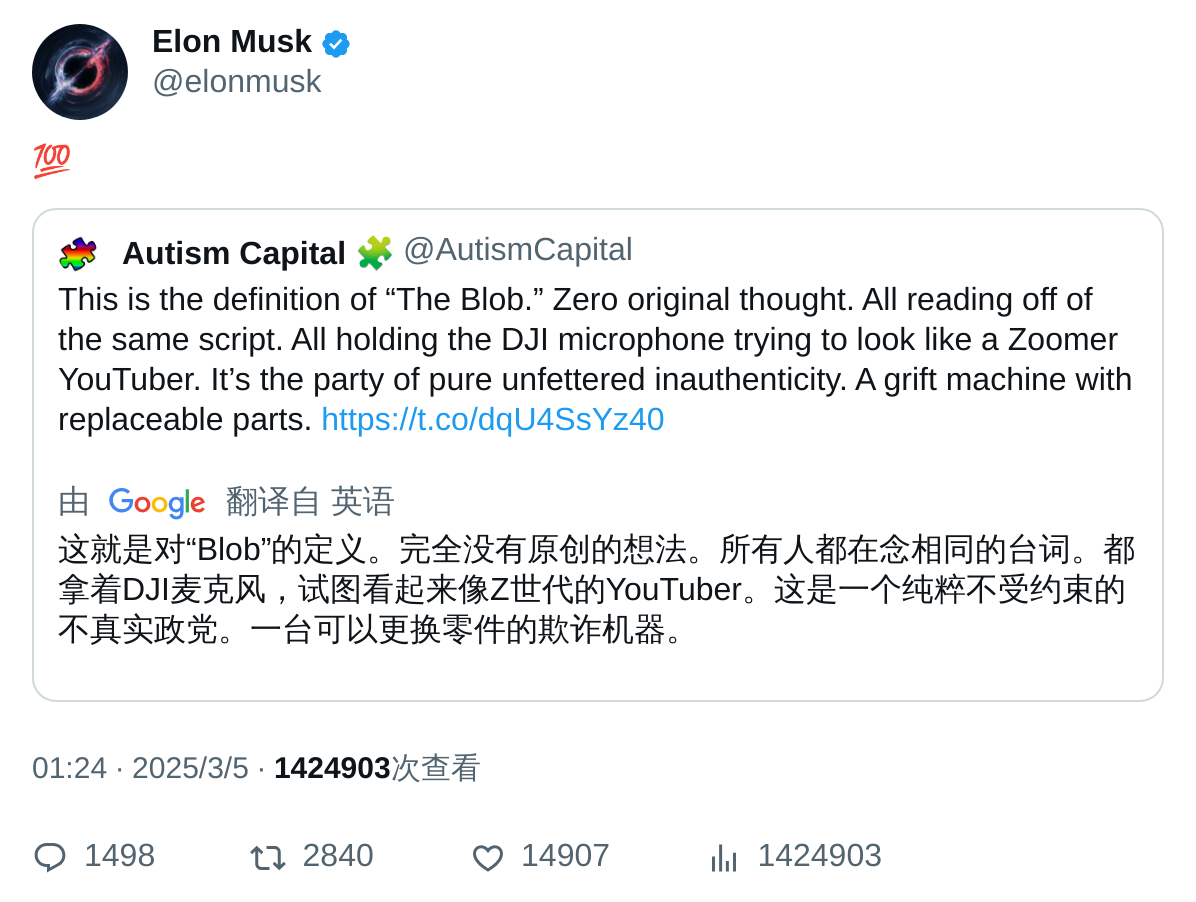 Elon Musk
@elonmusk
💯
Autism Capital 🧩 @AutismCapital
This is the definition of “The Blob.” Zero original thought. All reading off of
the same script. All holding the DJI microphone trying to look like a Zoomer
YouTuber. It’s the party of pure unfettered inauthenticity. A grift machine with
replaceable parts. https://t.co/dqU4SsYz40
由 Google 翻译自 英语
这就是对“Blob”的定义。完全没有原创的想法。所有人都在念相同的台词。都
拿着DJI麦克风，试图看起来像Z世代的YouTuber。这是一个纯粹不受约束的
不真实政党。一台可以更换零件的欺诈机器。
01:24 · 2025/3/5 · 1424903次查看
1498 2840 14907 1424903